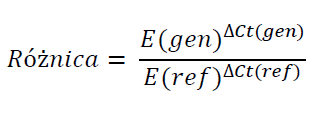 Różnica = E(gen)^ΔCt(gen) / E(ref)^ΔCt(ref)